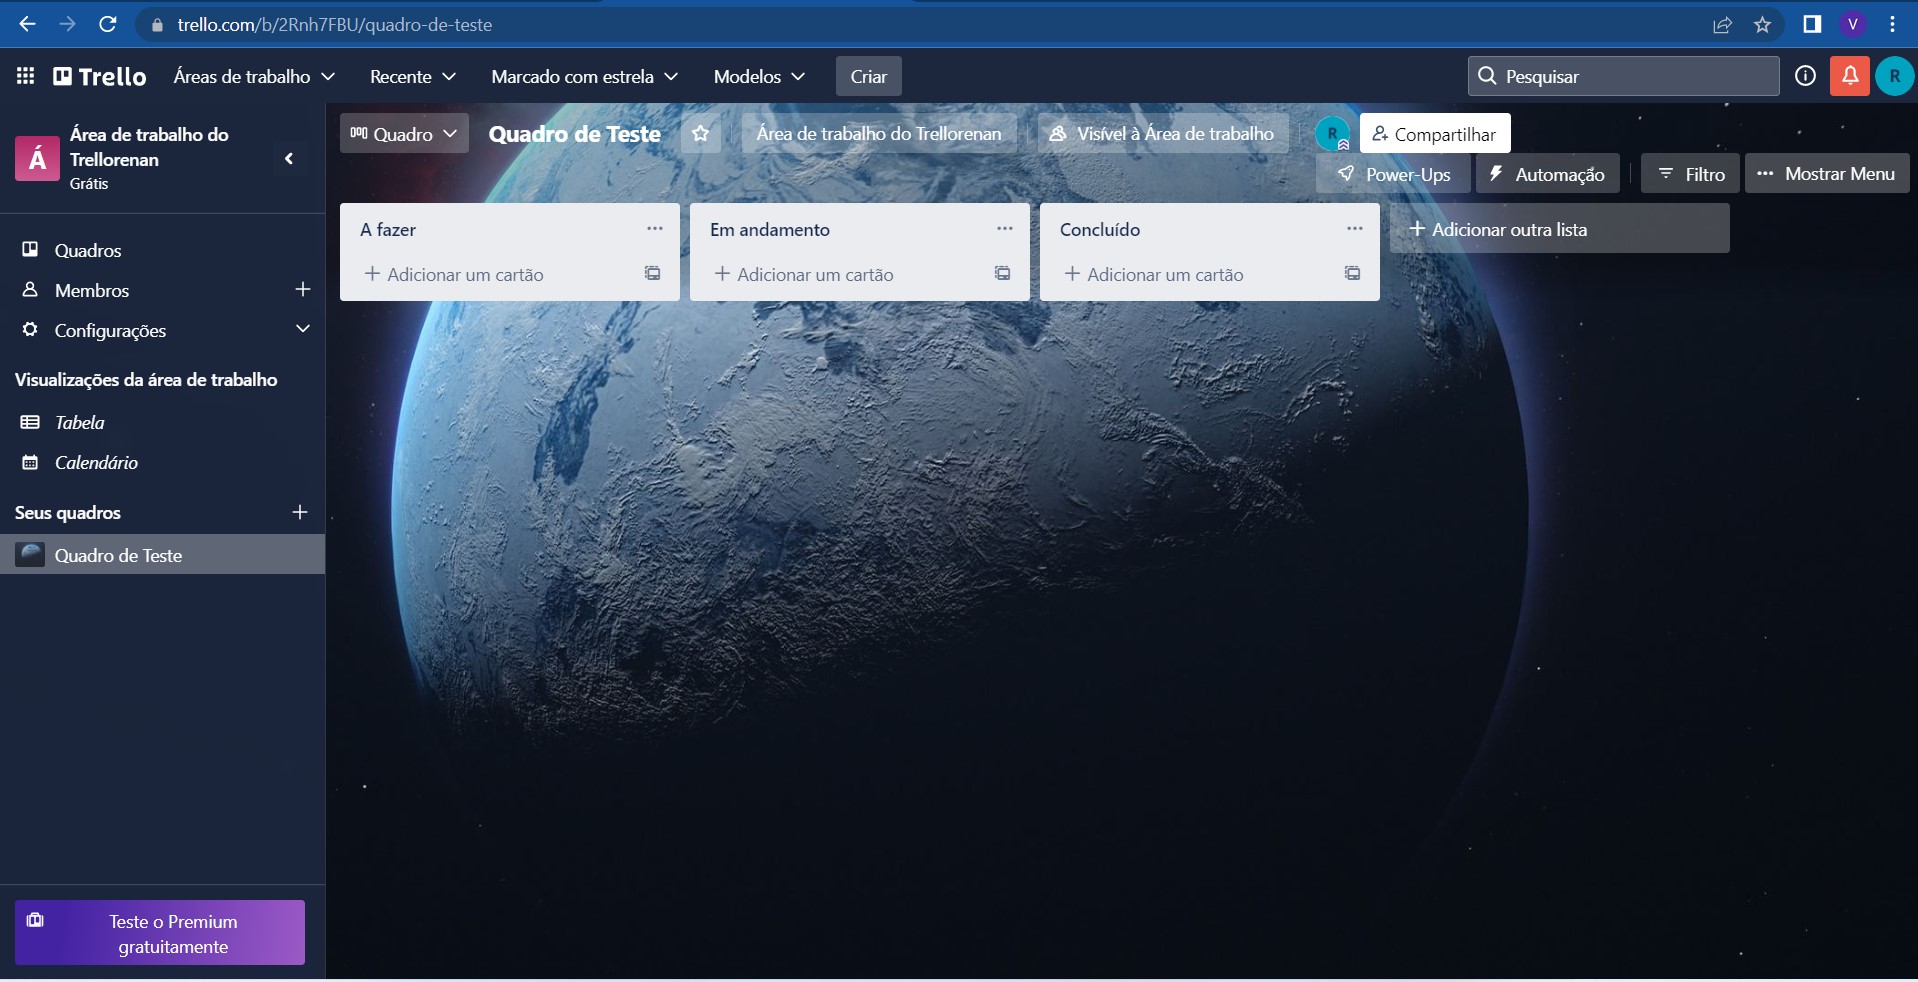 trello.com/b/2Rnh7FBU/quadro-de-teste
V
Trello
Áreas de trabalho
Recente
Marcado com estrela
Modelos
Criar
Pesquisar
R
Á
Área de trabalho do
Trellorenan
Grátis
Quadros
Membros
Configurações
Visualizações da área de trabalho
Tabela
Calendário
Seus quadros
Quadro de Teste
Teste o Premium
gratuitamente
Quadro
Quadro de Teste
Área de trabalho do Trellorenan
Visível à Área de trabalho
R
Compartilhar
Power-Ups
Automação
Filtro
Mostrar Menu
A fazer
Adicionar um cartão
Em andamento
Adicionar um cartão
Concluído
Adicionar um cartão
Adicionar outra lista